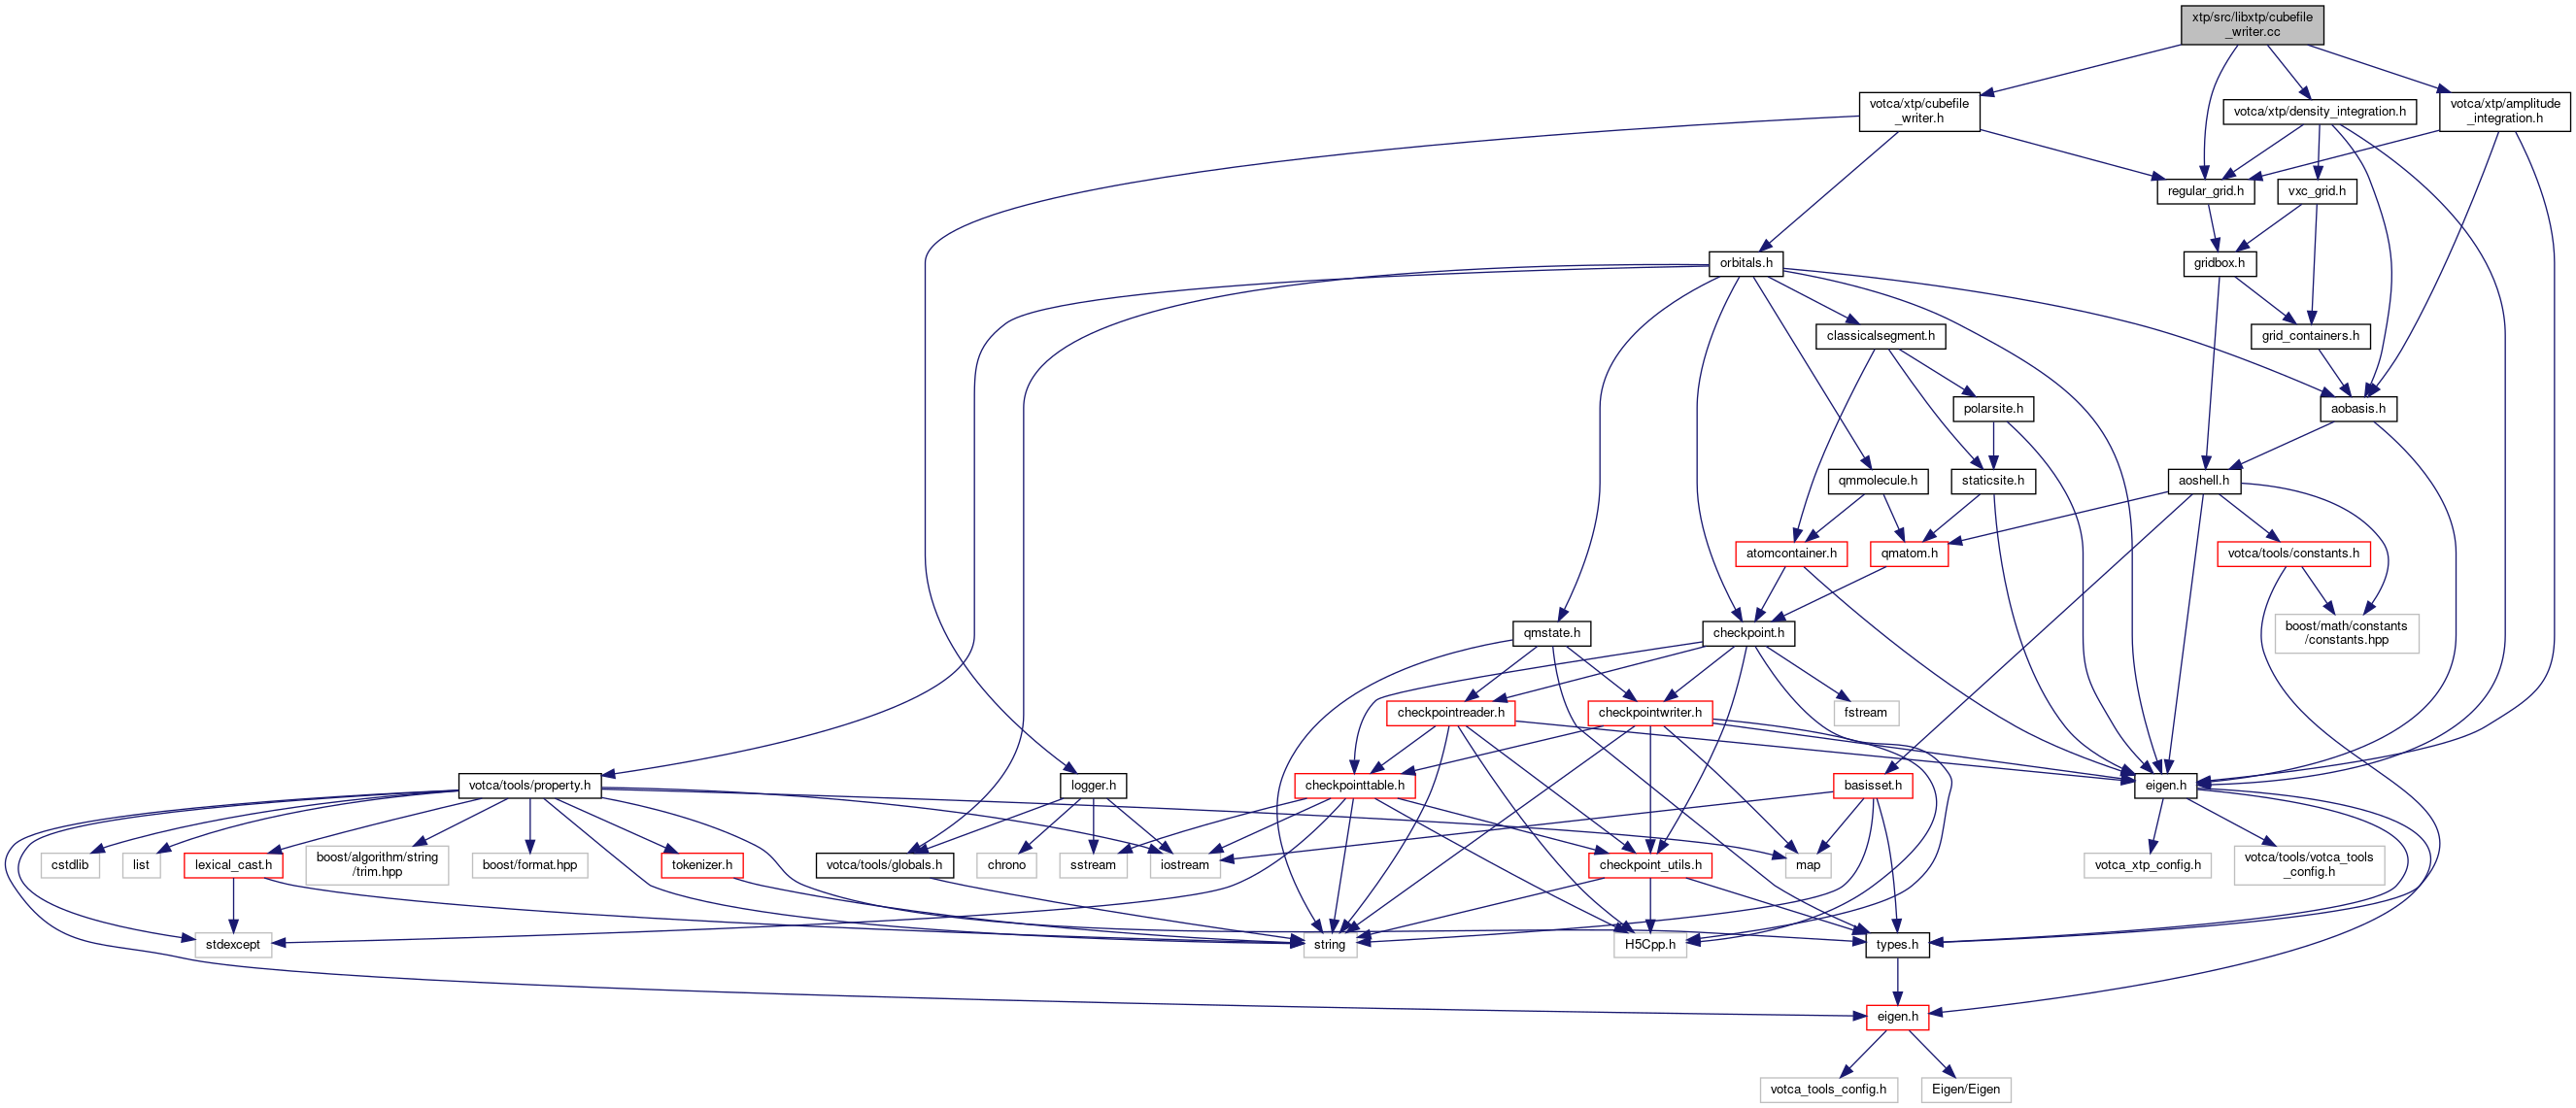 xtp/src/libxtp/cubefile
_writer.cc
votca/xtp/cubefile
_writer.h
votca/xtp/density_integration.h
votca/xtp/amplitude
_integration.h
regular_grid.h
vxc_grid.h
orbitals.h
gridbox.h
classicalsegment.h
grid_containers.h
polarsite.h
aobasis.h
qmmolecule.h
staticsite.h
aoshell.h
atomcontainer.h
qmatom.h
votca/tools/constants.h
qmstate.h
checkpoint.h
boost/math/constants
/constants.hpp
checkpointreader.h
checkpointwriter.h
fstream
votca/tools/property.h
logger.h
checkpointtable.h
basisset.h
eigen.h
cstdlib
list
lexical_cast.h
boost/algorithm/string
/trim.hpp
boost/format.hpp
tokenizer.h
votca/tools/globals.h
chrono
sstream
iostream
checkpoint_utils.h
map
votca_xtp_config.h
votca/tools/votca_tools
_config.h
stdexcept
string
H5Cpp.h
types.h
eigen.h
votca_tools_config.h
Eigen/Eigen